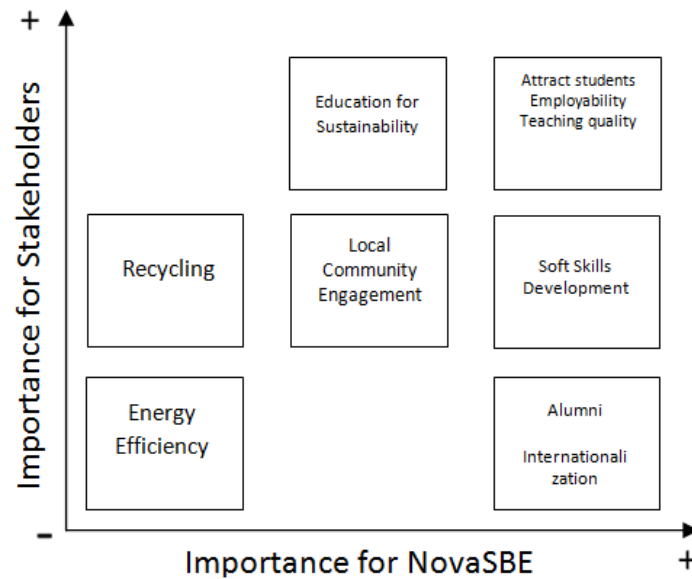 +
Importance for Stakeholders
Education for
Sustainability
Attract students
Employability
Teaching quality
Recycling
Local
Community
Engagement
Soft Skills
Development
Energy
Efficiency
Alumni
Internationali
zation
-
Importance for NovaSBE
+